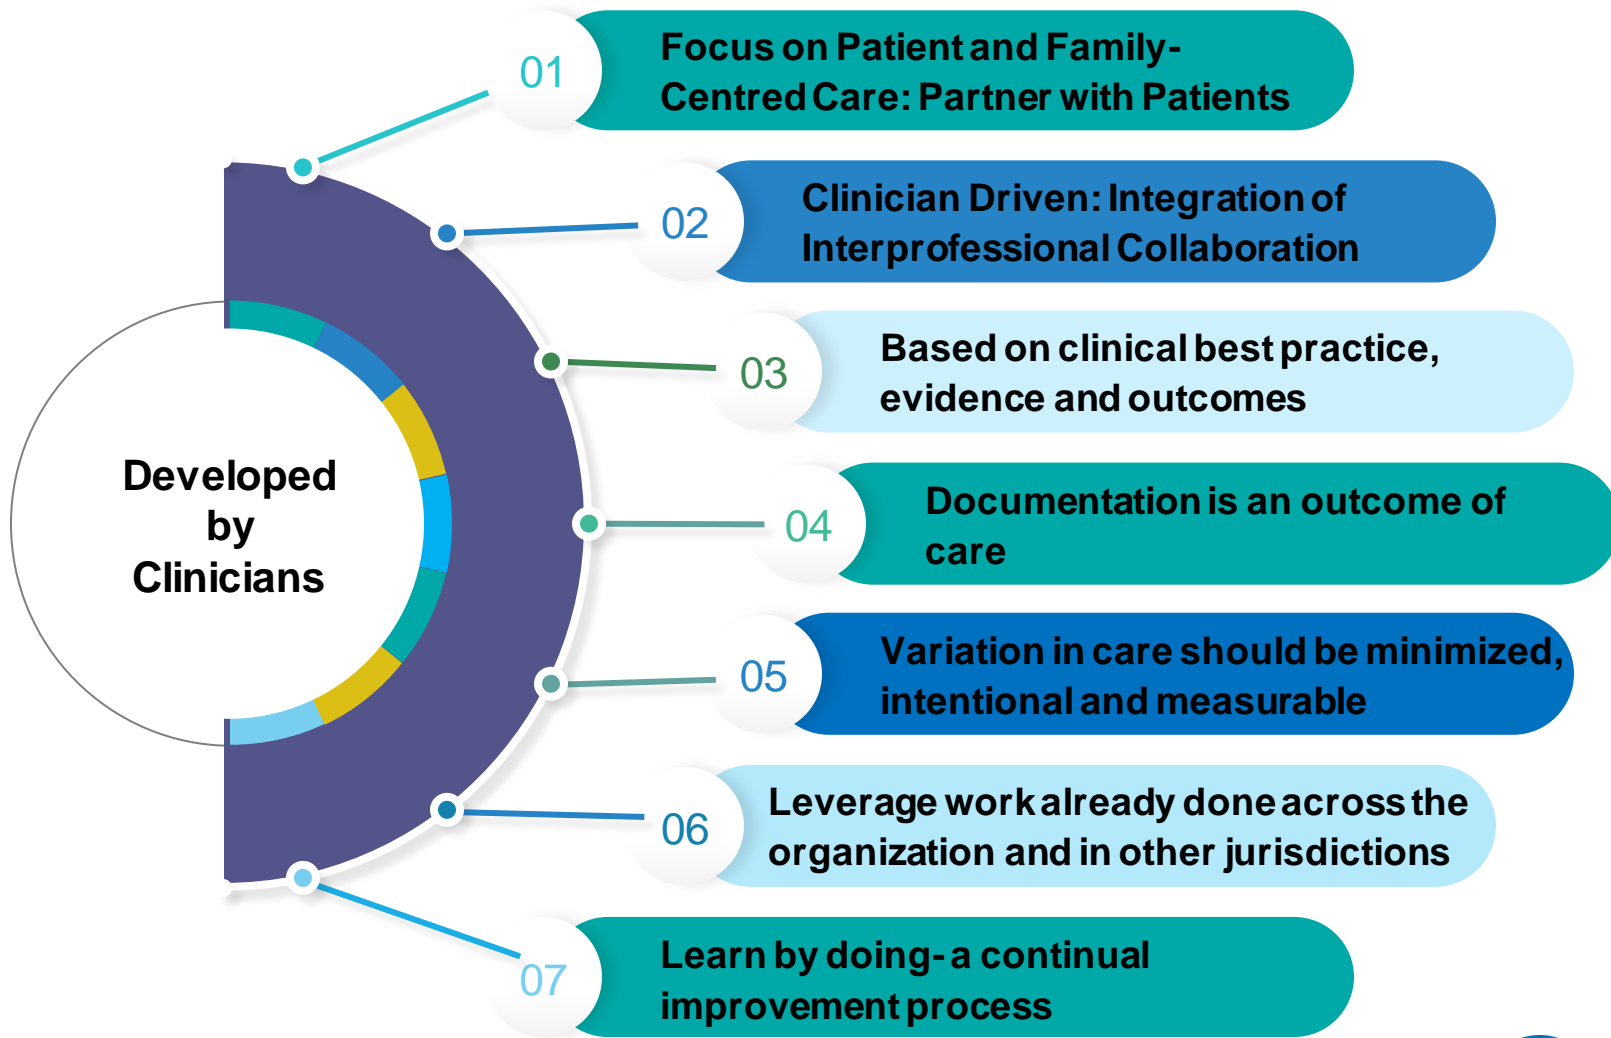 01
Focus on Patient and Family-
Centred Care: Partner with Patients
02
Clinician Driven: Integration of
Interprofessional Collaboration
03
Based on clinical best practice,
evidence and outcomes
Developed
by
Clinicians
04
Documentation is an outcome of
care
05
Variation in care should be minimized,
intentional and measurable
06
Leverage work already done across the
organization and in other jurisdictions
07
Learn by doing- a continual
improvement process